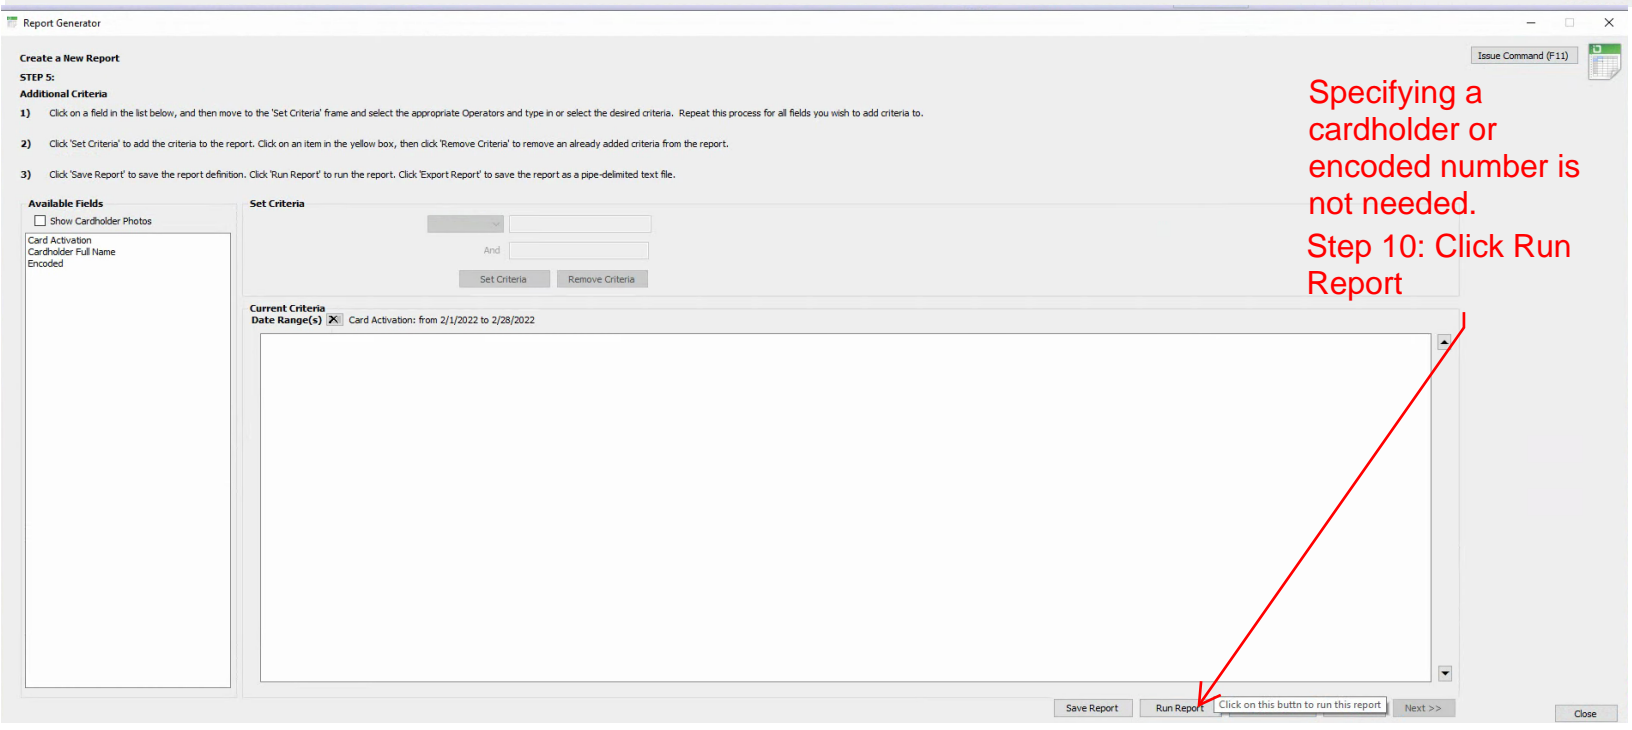 Report Generator
Create a New Report
Issue Command (F11)
STEP 5:
Additional Criteria
1) Click on a field in the list below, and then move to the 'Set Criteria' frame and select the appropriate Operators and type in or select the desired criteria. Repeat this process for all fields you wish to add criteria to.
2) Click 'Set Criteria' to add the criteria to the report. Click on an item in the yellow box, then click 'Remove Criteria' to remove an already added criteria from the report.
3) Click 'Save Report' to save the report definition. Click 'Run Report' to run the report. Click 'Export Report' to save the report as a pipe-delimited text file.
Specifying a
cardholder or
encoded number is
not needed.
Step 10: Click Run
Report
Available Fields
Show Cardholder Photos
Card Activation
Cardholder Full Name
Encoded
Set Criteria
And
Set Criteria Remove Criteria
Current Criteria
Date Range(s) X Card Activation: from 2/1/2022 to 2/28/2022
Save Report Run Report Click on this buttn to run this report Next >>
Close